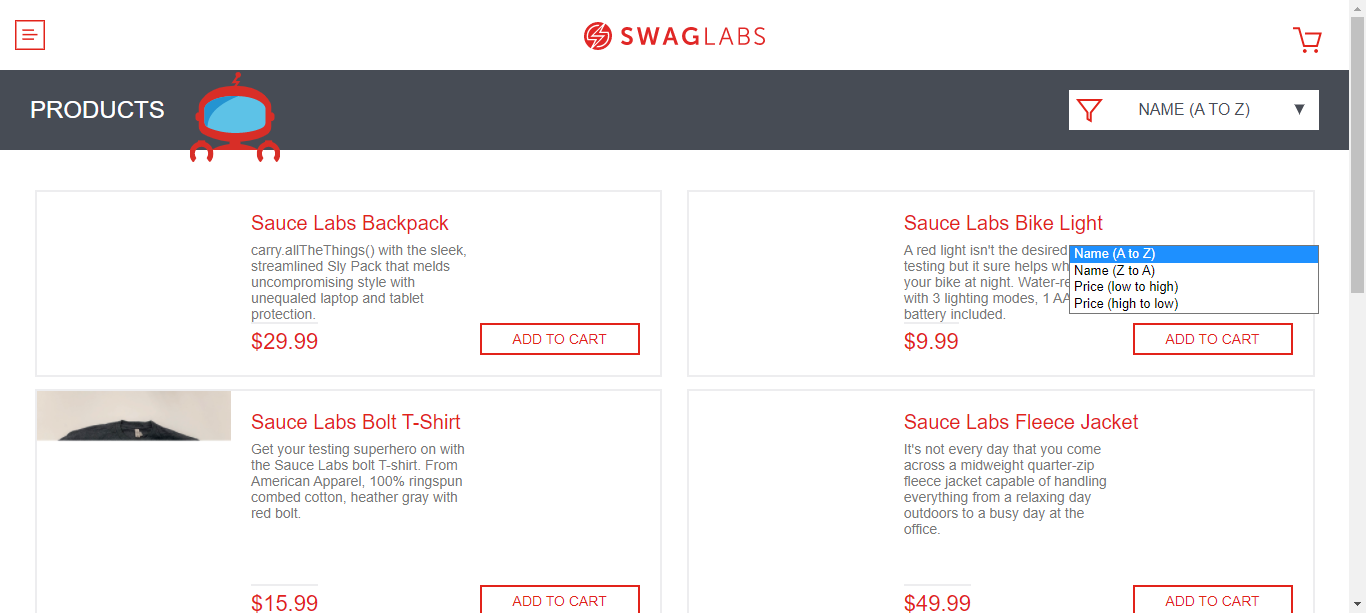 SWAGLABS
PRODUCTS
NAME (A TO Z) ▼
Sauce Labs Backpack
carry.allTheThings() with the sleek,
streamlined Sly Pack that melds
uncompromising style with
unequaled laptop and tablet
protection.
$29.99
ADD TO CART
Sauce Labs Bike Light
A red light isn't the desired
testing but it sure helps
your bike at night.
with 3 lighting modes, 1
battery included.
Name (A to Z)
Name (Z to A)
Price (low to high)
Price (high to low)
$9.99
ADD TO CART
Sauce Labs Bolt T-Shirt
Get your testing superhero on with
the Sauce Labs bolt T-shirt. From
American Apparel, 100% ringspun
combed cotton, heather gray with
red bolt.
$15.99
ADD TO CART
Sauce Labs Fleece Jacket
It's not every day that you come
across a midweight quarter-zip
fleece jacket capable of handling
everything from a relaxing day
outdoors to a busy day at the
office.
$49.99
ADD TO CART